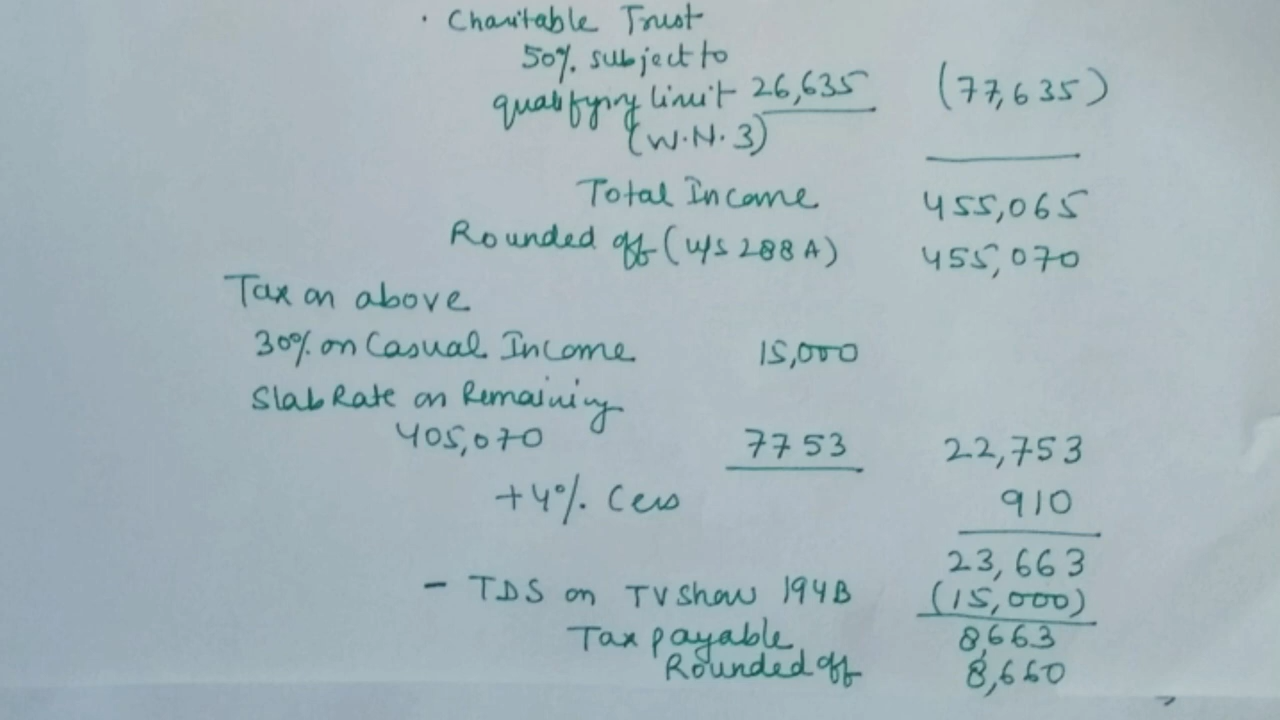 · Charitable Trust
50% subject to
qualifying limit 26,635 (77,635)
(W.N.3)
Total Income 455,065
Rounded off (u/s 288A) 455,070
Tax on above
30% on Casual Income 15,000
Slab Rate on Remaining
405,070 7753 22,753
+4% Cess 910
23,663
- TDS on TV Show 194B (15,000)
Tax payable 8,663
Rounded off 8,660